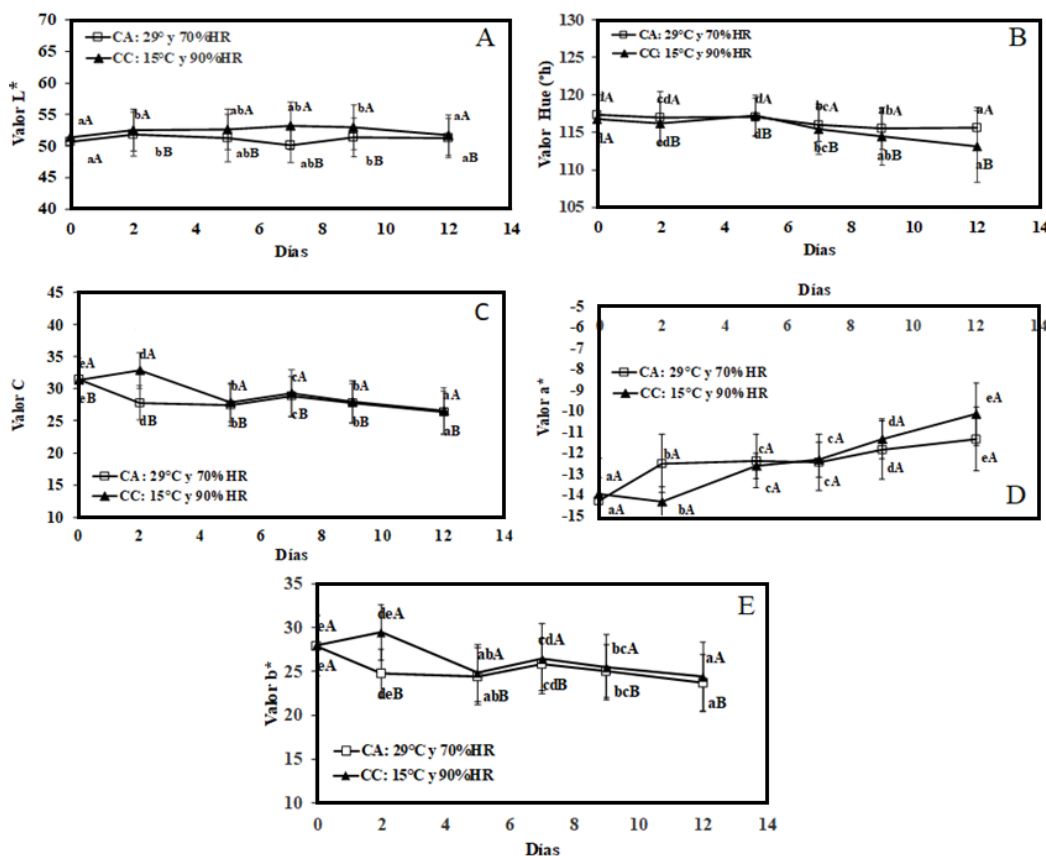 A
Valor L*
70
65
60
55
50
45
40
CA: 29° y 70%HR
CC: 15°C y 90%HR
aA bA abA abA bA aA
aA bB abB abB bB aB
0 2 4 6 8 10 12 14
Días
B
Valor Hue (°h)
130
125
120
115
110
105
CA: 29°C y 70%HR
CC: 15°C y 90%HR
dA cdA dA bcA abA aA
dA cdB dB bcB abB aB
0 2 4 6 8 10 12 14
Días
C
Valor C
45
40
35
30
25
20
15
10
eA dA bA cA bA aA
eB dB bB cB bB aB
CA: 29°C y 70%HR
CC: 15°C y 90%HR
0 2 4 6 8 10 12 14
Días
Días
0 2 4 6 8 10 12 14
Valor a*
-5
-6
-7
-8
-9
-10
-11
-12
-13
-14
-15
CA: 29°C y 70%HR
CC: 15°C y 90%HR
aA bA cA cA dA eA
aA bA cA cA dA eA
D
E
Valor b*
35
30
25
20
15
10
eA deA abA cdA bcA aA
eA deB abB cdB bcB aB
CA: 29°C y 70%HR
CC: 15°C y 90%HR
0 2 4 6 8 10 12 14
Días